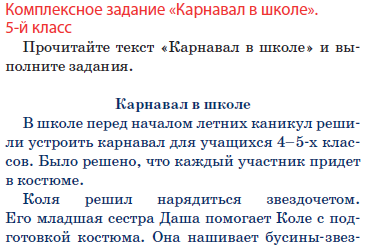 Комплексное задание «Карнавал в школе».
5-й класс
Прочитайте текст «Карнавал в школе» и вы-
полните задания.
Карнавал в школе
В школе перед началом летних каникул реши-
ли устроить карнавал для учащихся 4–5-х клас-
сов. Было решено, что каждый участник придет
в костюме.
Коля решил нарядиться звездочетом.
Его младшая сестра Даша помогает Коле с под-
готовкой костюма. Она нашивает бусины-звез-